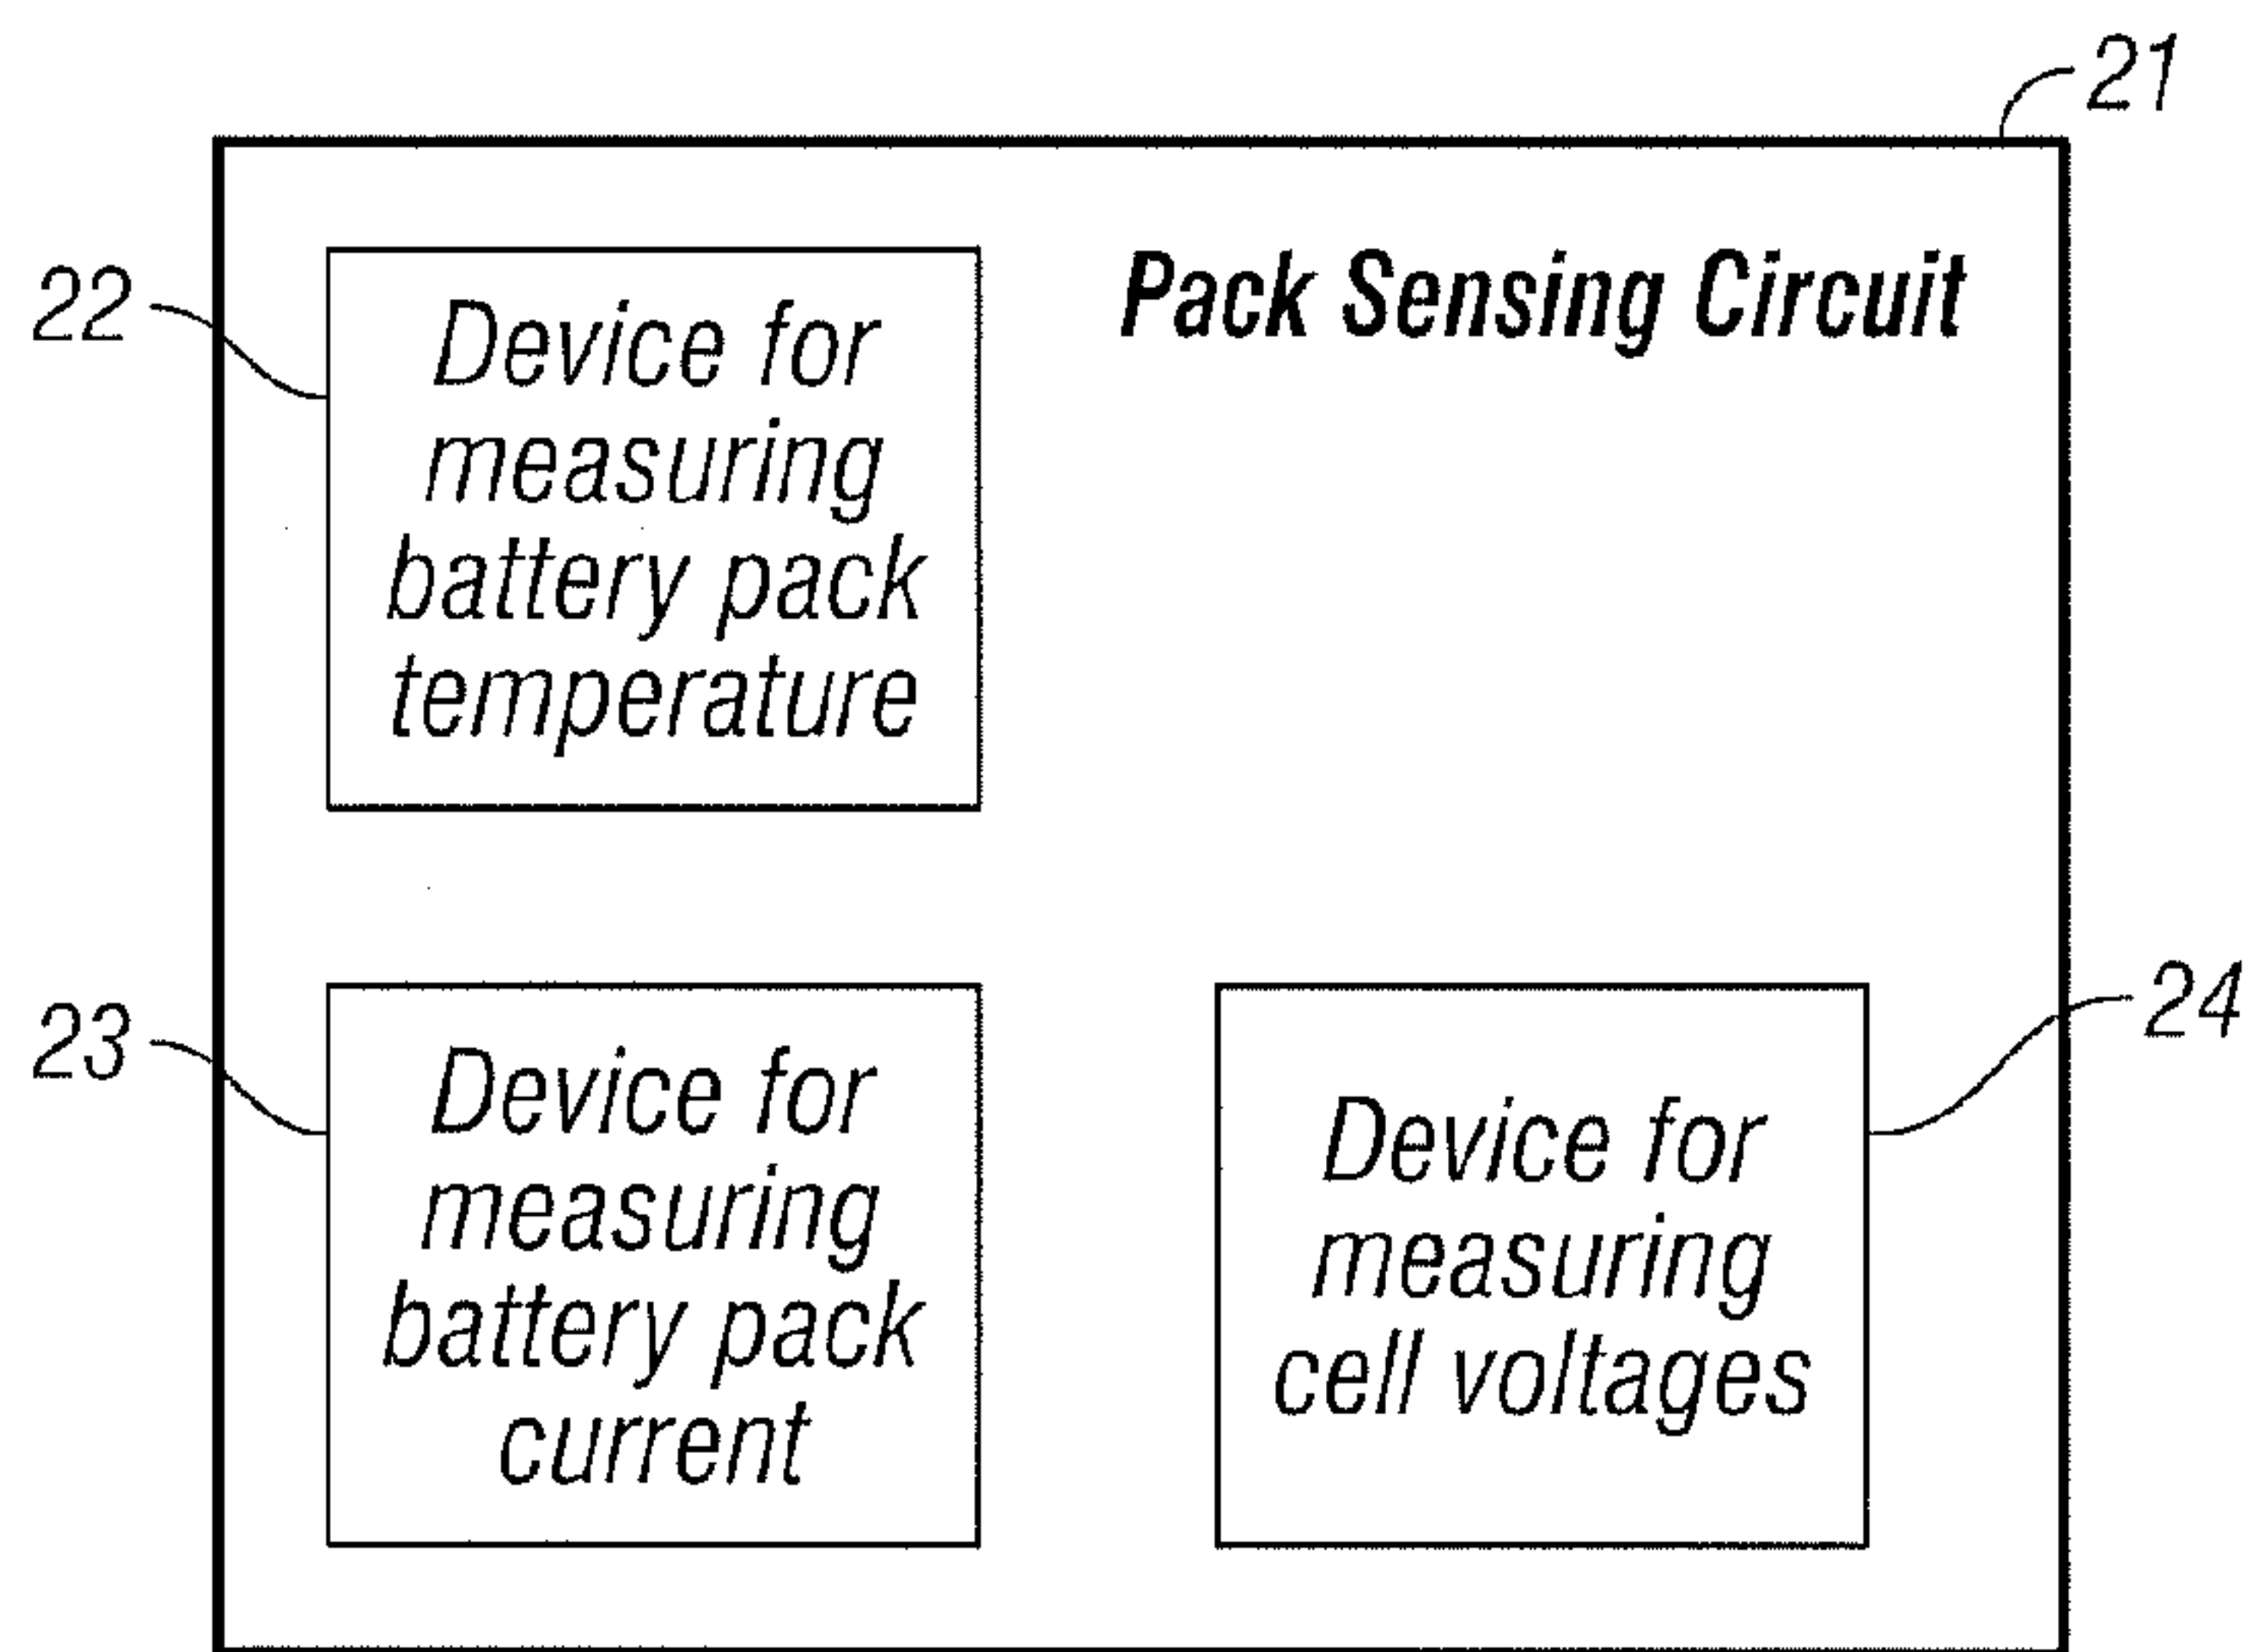 21
Pack Sensing Circuit
22
Device for
measuring
battery pack
temperature
23
Device for
measuring
battery pack
current
24
Device for
measuring
cell voltages